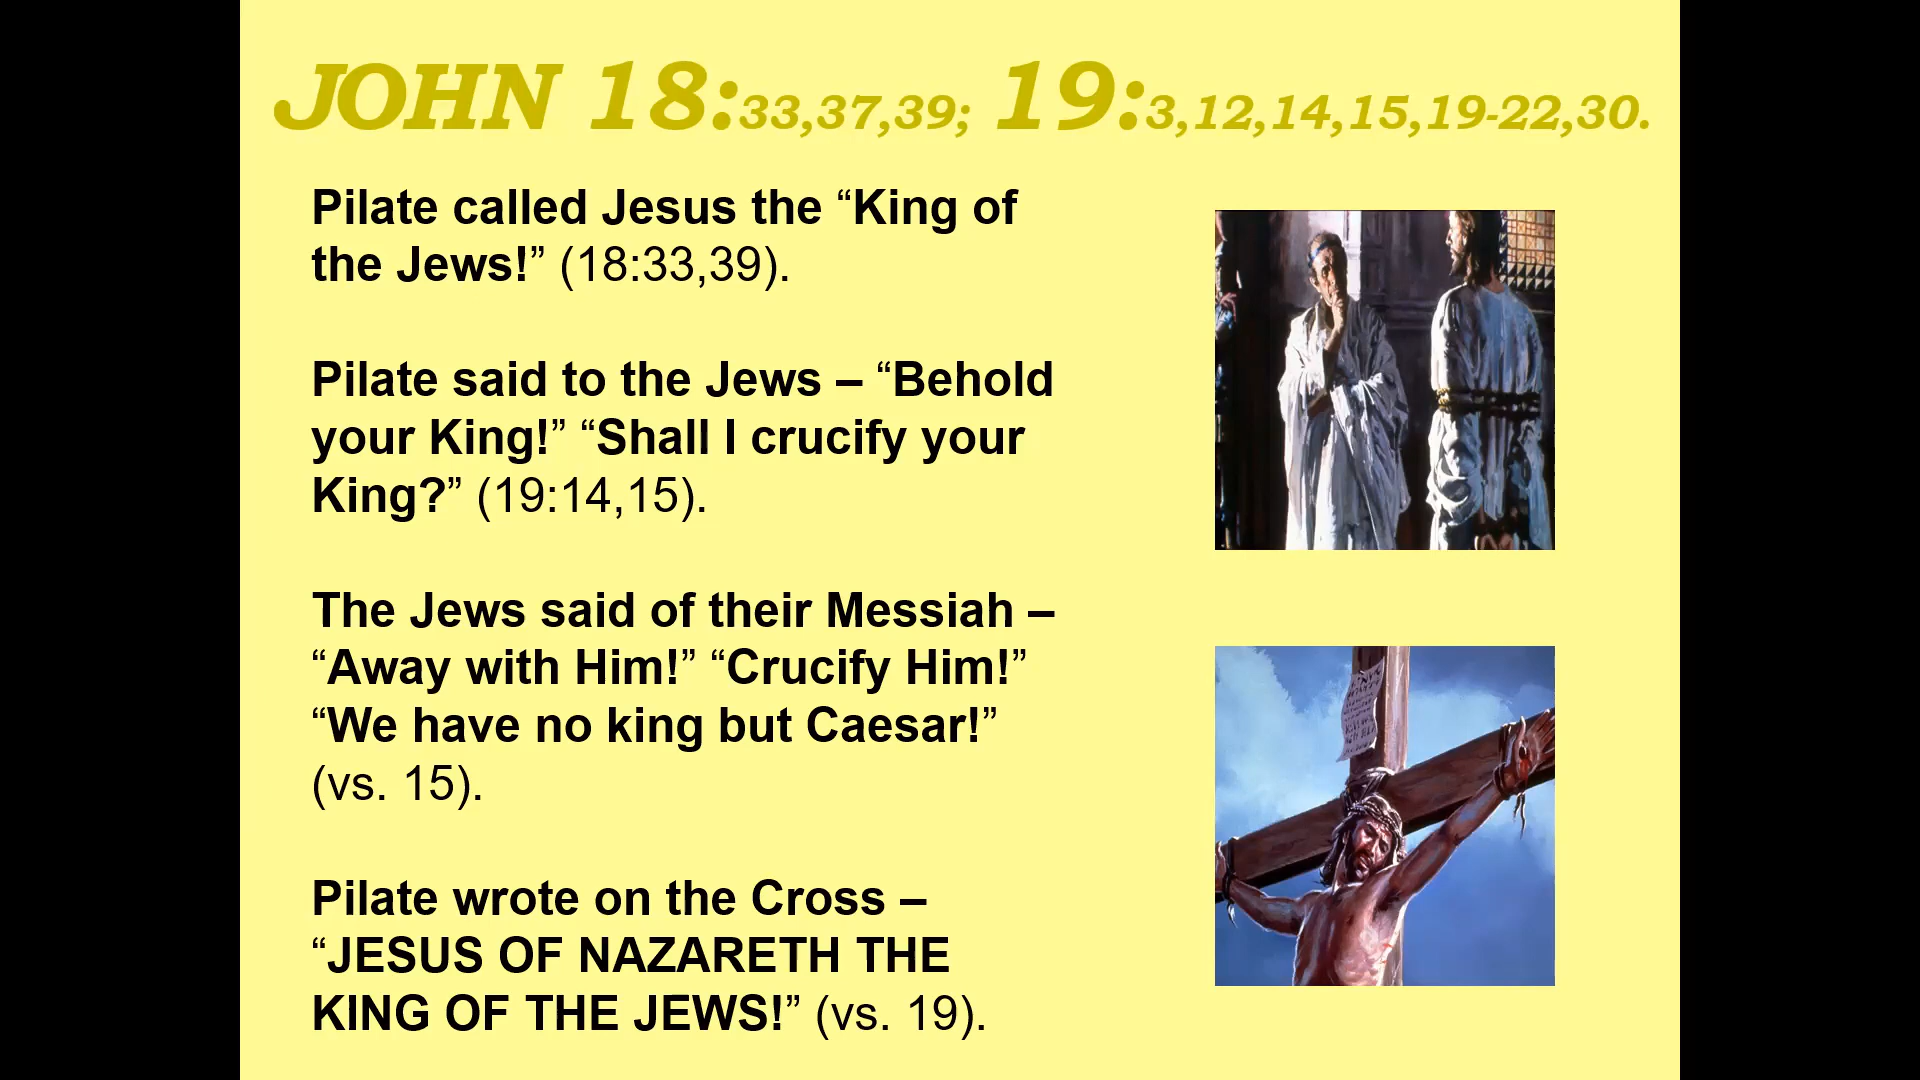 JOHN 18:33,37,39; 19:3,12,14,15,19-22,30.
Pilate called Jesus the “King of
the Jews!” (18:33,39).
Pilate said to the Jews – “Behold
your King!” “Shall I crucify your
King?” (19:14,15).
The Jews said of their Messiah –
“Away with Him!” “Crucify Him!”
“We have no king but Caesar!”
(vs. 15).
Pilate wrote on the Cross –
“JESUS OF NAZARETH THE
KING OF THE JEWS!” (vs. 19).